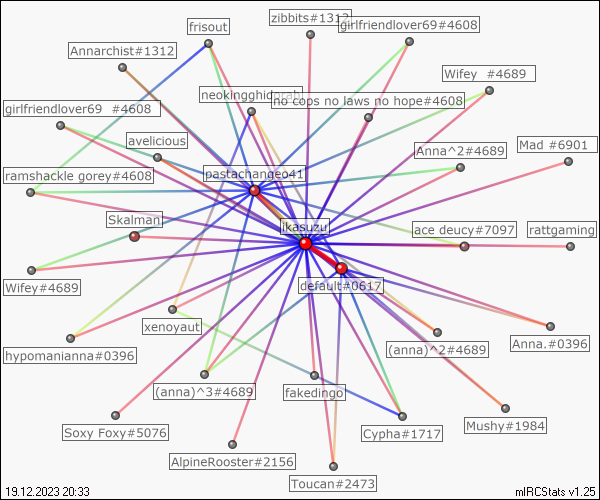 zibbits#1312
frisout
girlfriendlover69#4608
Annarchist#1312
Wifey #4689
neokingghidorah
no cops no laws no hope#4608
girlfriendlover69 #4608
avelicious
Anna^2#4689
Mad #6901
ramshackle gorey#4608
pastachangeo41
Skalman
ikasuzu
ace deucy#7097
rattgaming
Wifey#4689
default#0617
xenoyaut
hypomanianna#0396
(anna)^2#4689
Anna.#0396
(anna)^3#4689
fakedingo
Soxy Foxy#5076
Cypha#1717
Mushy#1984
AlpineRooster#2156
Toucan#2473
19.12.2023 20:33
mIRCStats v1.25